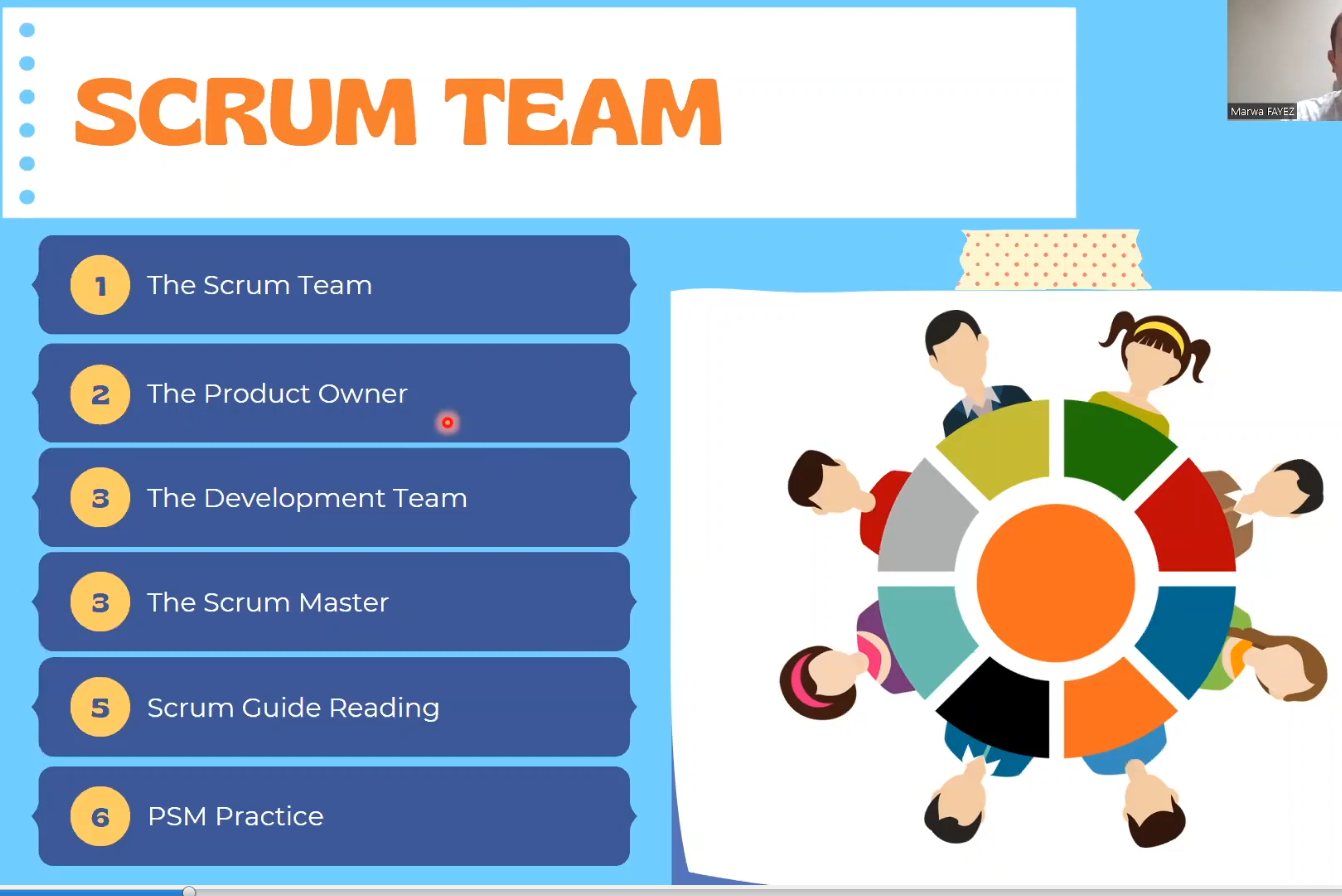 SCRUM TEAM
Marwa FAYEZ
1 The Scrum Team
2 The Product Owner
3 The Development Team
3 The Scrum Master
5 Scrum Guide Reading
6 PSM Practice